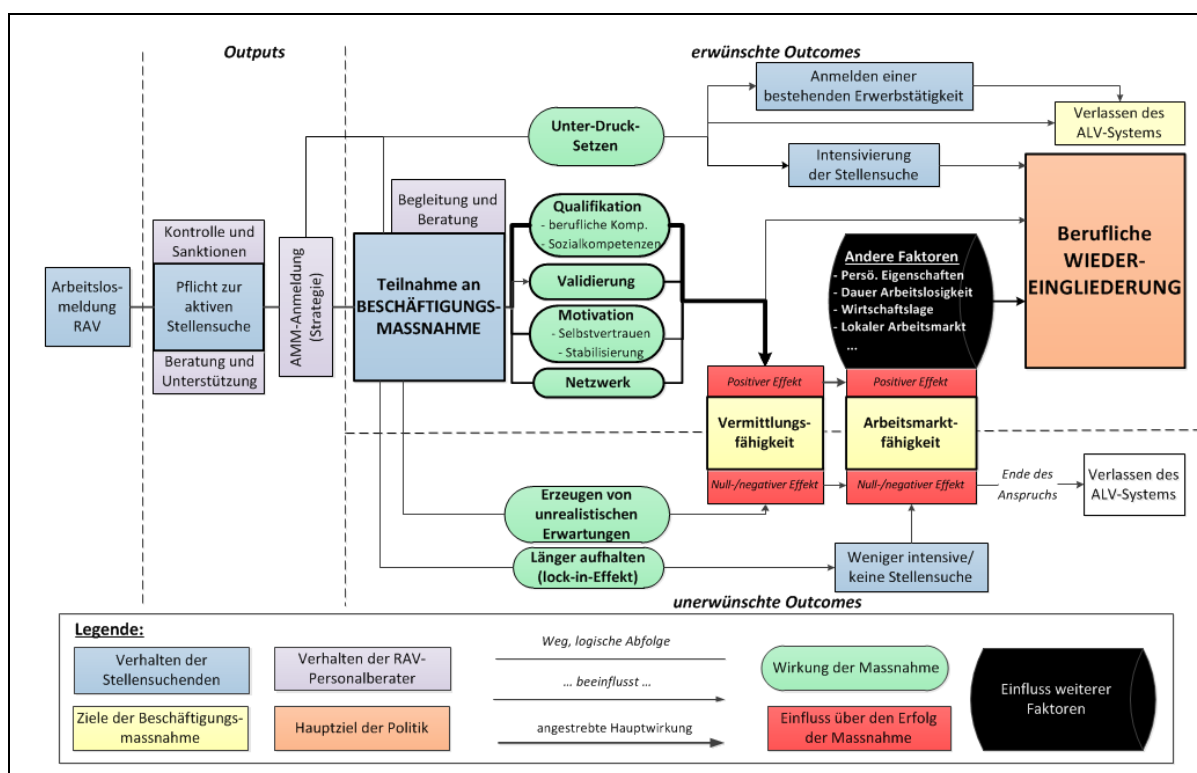 Outputs
erwünschte Outcomes
Anmelden einer
bestehenden Erwerbstätigkeit
Verlassen des
ALV-Systems
Unter-Druck-
Setzen
Intensivierung
der Stellensuche
Begleitung und
Beratung
Qualifikation
- berufliche Komp.
- Sozialkompetenzen
Kontrolle und
Sanktionen
Arbeitslos-
meldung
RAV
Pflicht zur
aktiven
Stellensuche
Beratung und
Unterstützung
AMM-Anmeldung
(Strategie)
Teilnahme an
BESCHÄFTIGUNGS-
MASSNAHME
Validierung
Motivation
- Selbstvertrauen
- Stabilisierung
Netzwerk
Andere Faktoren
- Persö. Eigenschaften
- Dauer Arbeitslosigkeit
- Wirtschaftslage
- Lokaler Arbeitsmarkt
...
Berufliche
WIEDER-
EINGLIEDERUNG
Positiver Effekt
Positiver Effekt
Vermittlungs-
fähigkeit
Arbeitsmarkt-
fähigkeit
Null-/negativer Effekt
Null-/negativer Effekt
Ende des
Anspruchs
Verlassen des
ALV-Systems
Erzeugen von
unrealistischen
Erwartungen
Länger aufhalten
(lock-in-Effekt)
Weniger intensive/
keine Stellensuche
unerwünschte Outcomes
Legende:
Verhalten der
Stellensuchenden
Verhalten der RAV-
Personalberater
Weg, logische Abfolge
... beeinflusst ...
angestrebte Hauptwirkung
Wirkung der Massnahme
Einfluss weiterer
Faktoren
Ziele der Beschäftigungs-
massnahme
Hauptziel der Politik
Einfluss über den Erfolg
der Massnahme